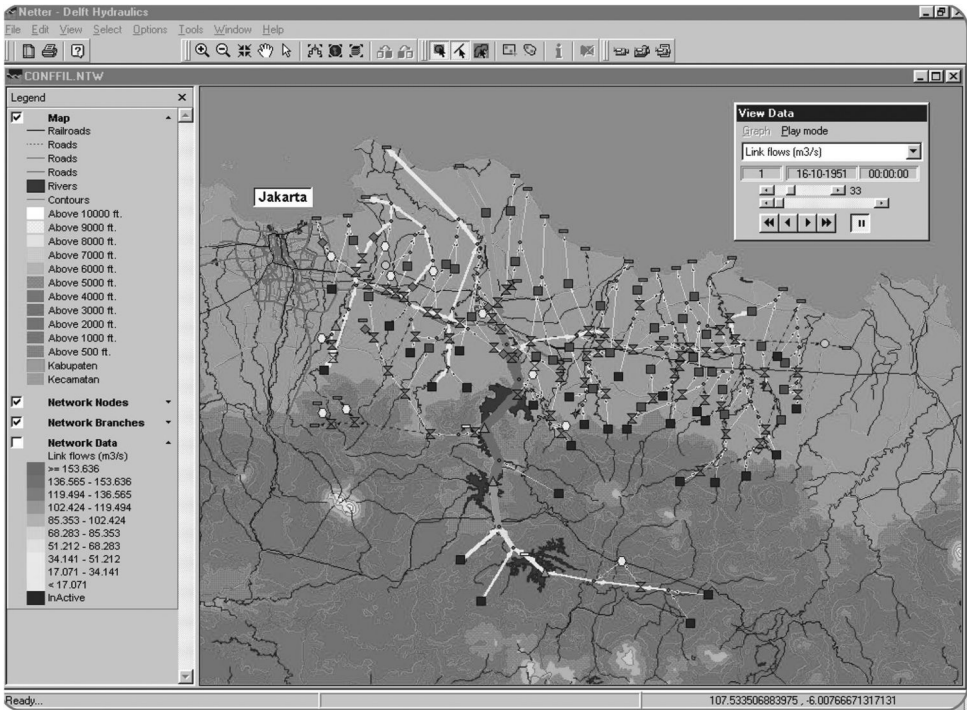 Netter - Delft Hydraulics
File Edit View Select Options Tools Window Help
CONFFIL.NTW
Legend
Map
Railroads
Roads
Roads
Roads
Rivers
Contours
Above 10000 ft.
Above 9000 ft.
Above 8000 ft.
Above 7000 ft.
Above 6000 ft.
Above 5000 ft.
Above 4000 ft.
Above 3000 ft.
Above 2000 ft.
Above 1000 ft.
Above 500 ft.
Kabupaten
Kecamatan
Network Nodes
Network Branches
Network Data
Link flows (m3/s)
>= 153.636
136.565 - 153.636
119.494 - 136.565
102.424 - 119.494
85.353 - 102.424
68.283 - 85.353
51.212 - 68.283
34.141 - 51.212
17.071 - 34.141
< 17.071
InActive
Jakarta
View Data
Graph Play mode
Link flows (m3/s)
1 16-10-1951 00:00:00
33
Ready...
107.533506883975 , -6.00766671317131